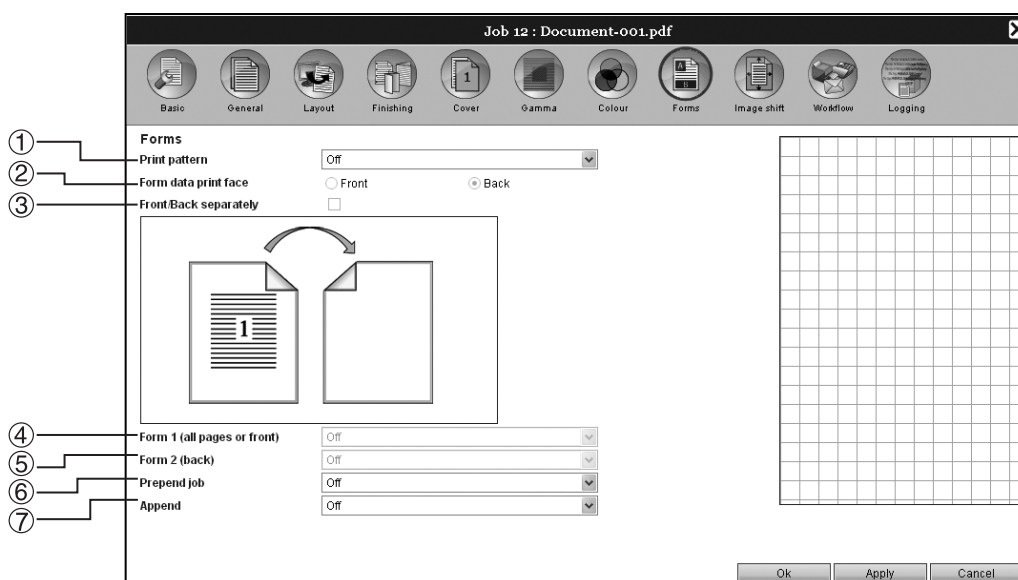 Job 12 : Document-001.pdf
Basic General Layout Finishing Cover Gamma Colour Forms Image shift Workflow Logging
Forms
① Print pattern Off
② Form data print face Front Back
③ Front/Back separately
1
④ Form 1 (all pages or front) Off
⑤ Form 2 (back) Off
⑥ Prepend job Off
⑦ Append Off
Ok Apply Cancel